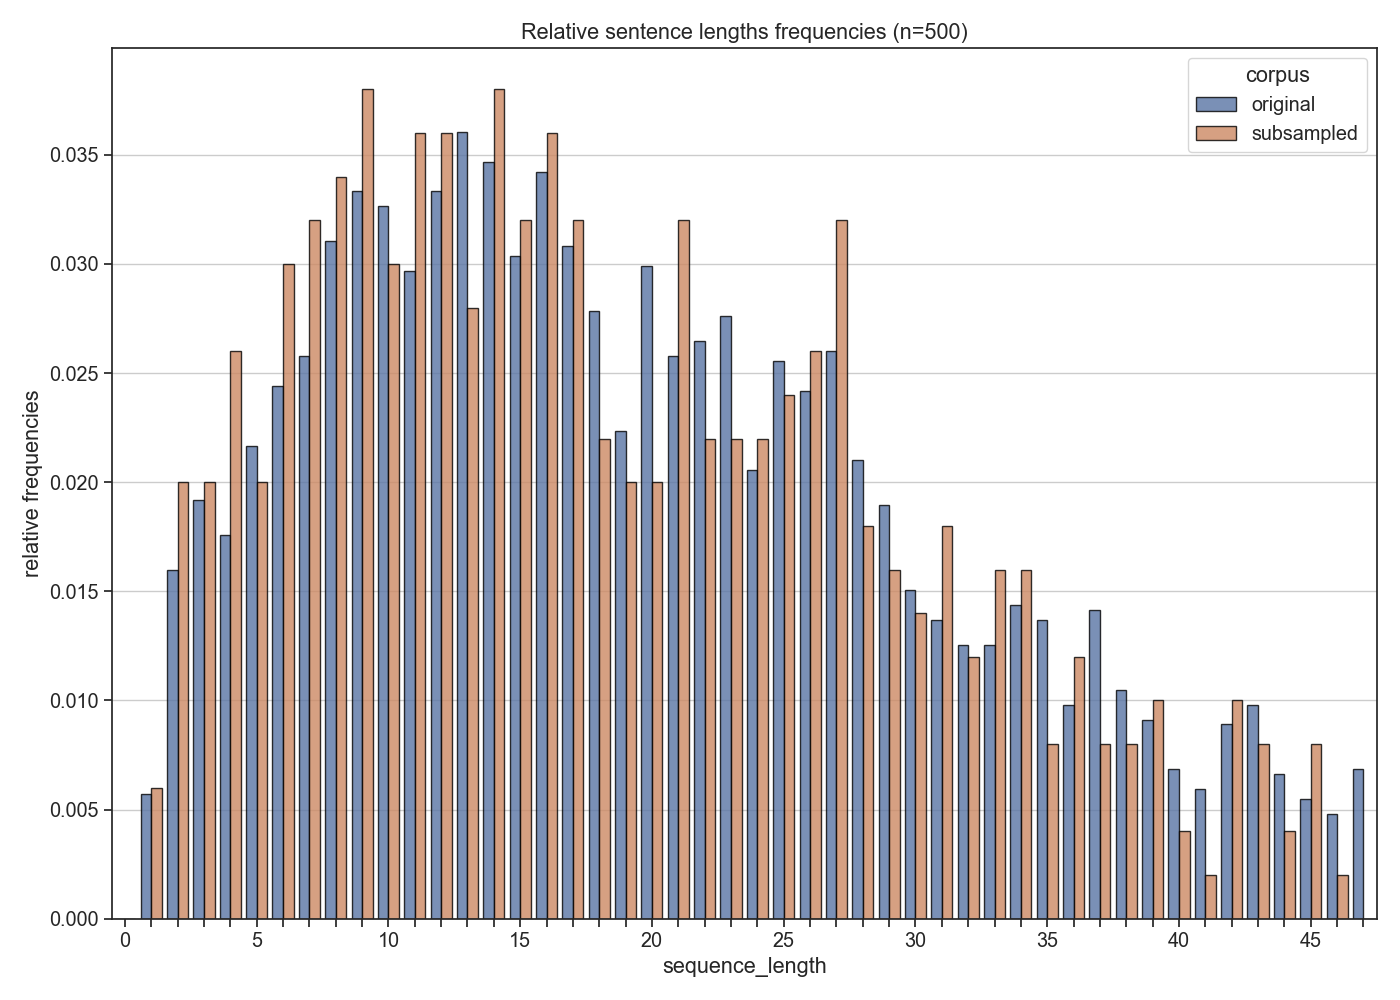 Relative sentence lengths frequencies (n=500)
corpus
original
subsampled
relative frequencies
0.035
0.030
0.025
0.020
0.015
0.010
0.005
0.000
0 5 10 15 20 25 30 35 40 45
sequence_length